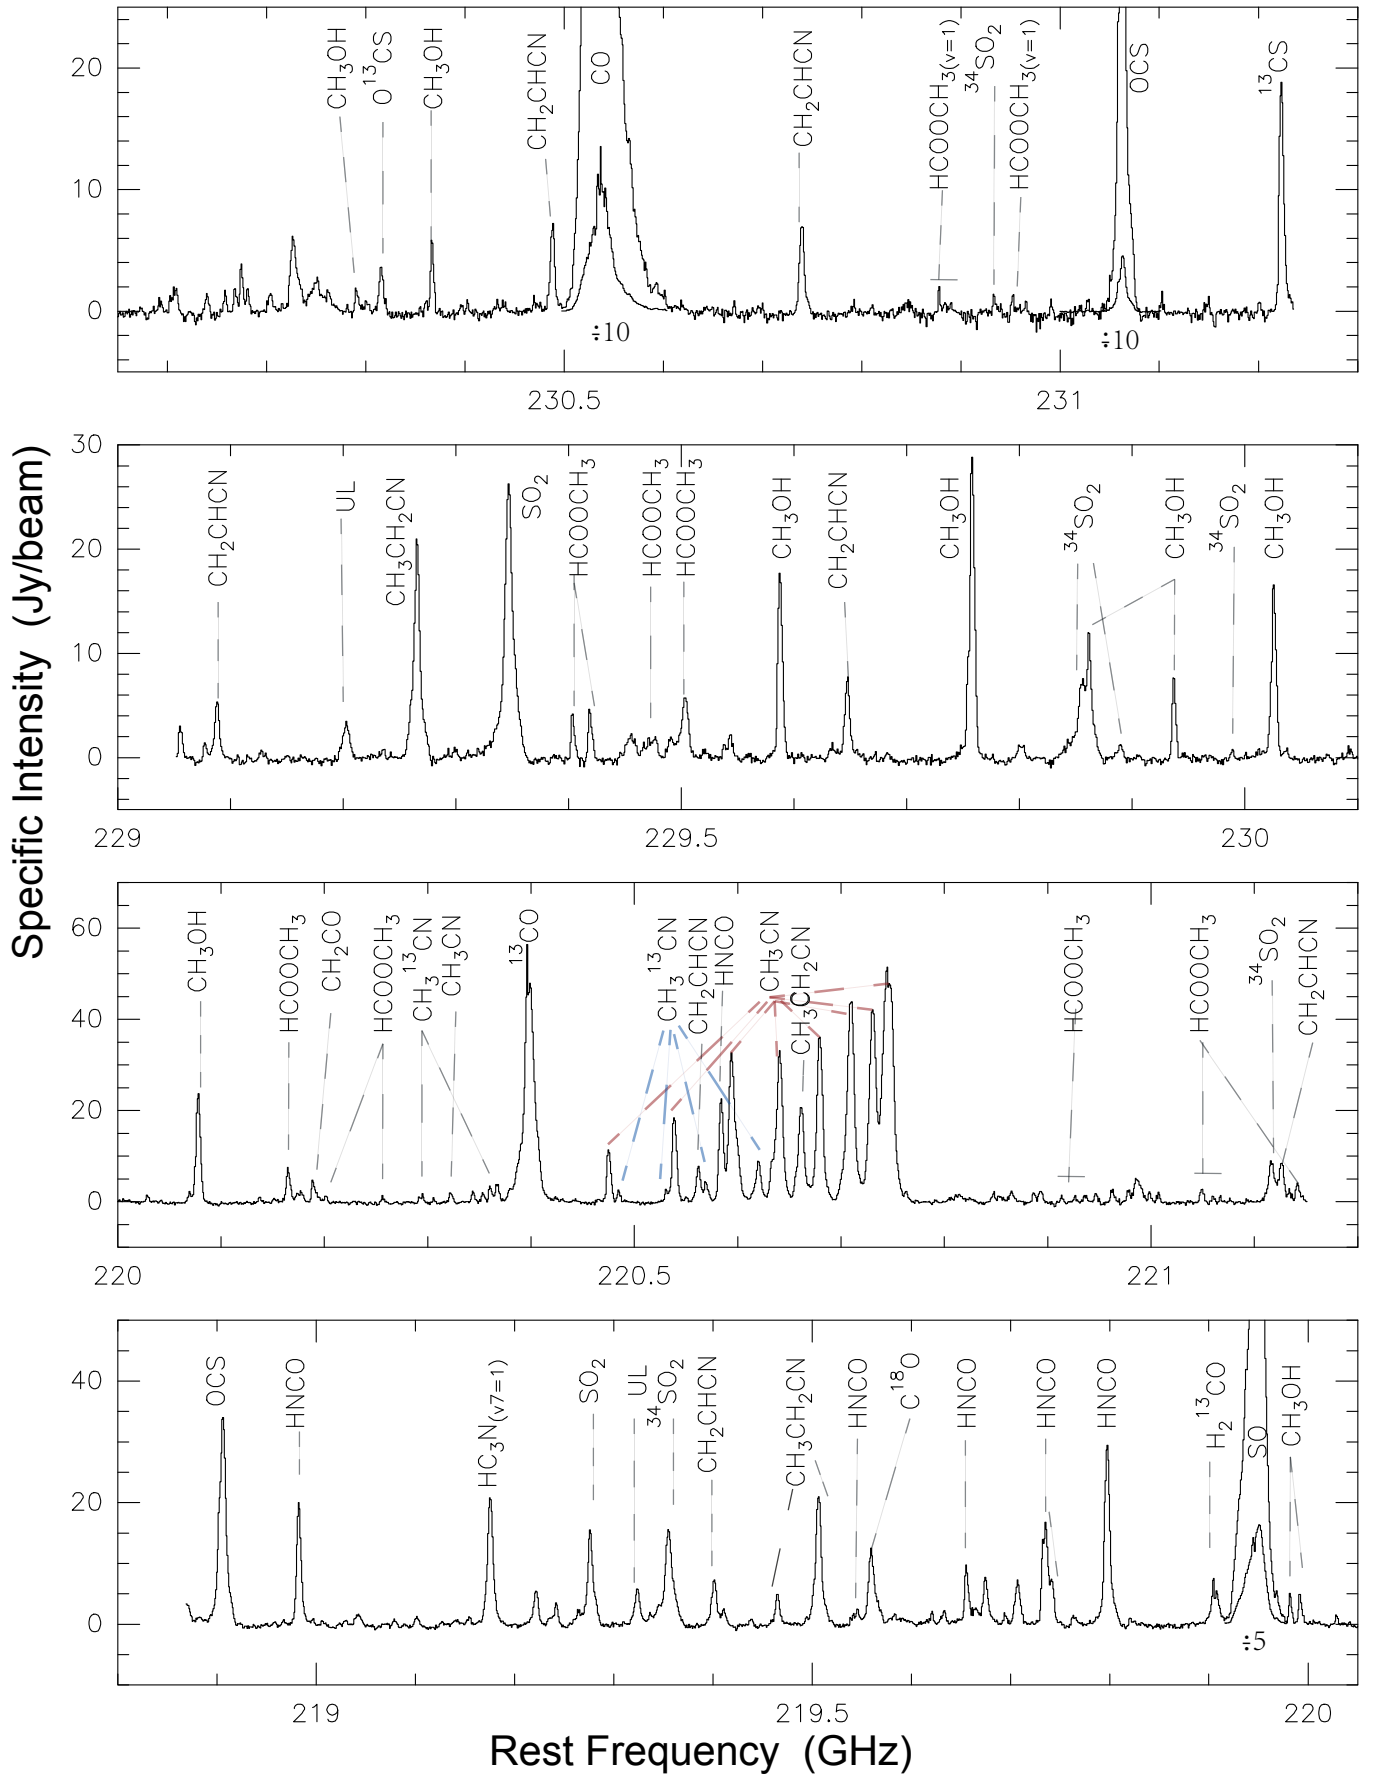 20
10
0
CH3OH
O13CS
CH3OH
CH2CHCN
CO
CH2CHCN
HCOOCH3(v=1)
34SO2
HCOOCH3(v=1)
OCS
13CS
÷10
÷10
230.5
231
Specific Intensity (Jy/beam)
30
20
10
0
CH2CHCN
UL
CH3CH2CN
SO2
HCOOCH3
HCOOCH3
HCOOCH3
CH3OH
CH2CHCN
CH3OH
34SO2
CH3OH
34SO2
CH3OH
229
229.5
230
60
40
20
0
CH3OH
HCOOCH3
CH2CO
HCOOCH3
CH313CN
CH3CN
13CO
CH313CN
CH2CHCN
HNCO
CH3CN
CH3CH2CN
HCOOCH3
HCOOCH3
34SO2
CH2CHCN
220
220.5
221
40
20
0
OCS
HNCO
HC3N(v7=1)
SO2
UL
34SO2
CH2CHCN
CH3CH2CN
HNCO
C18O
HNCO
HNCO
HNCO
H213CO
SO
CH3OH
÷5
219
219.5
220
Rest Frequency (GHz)